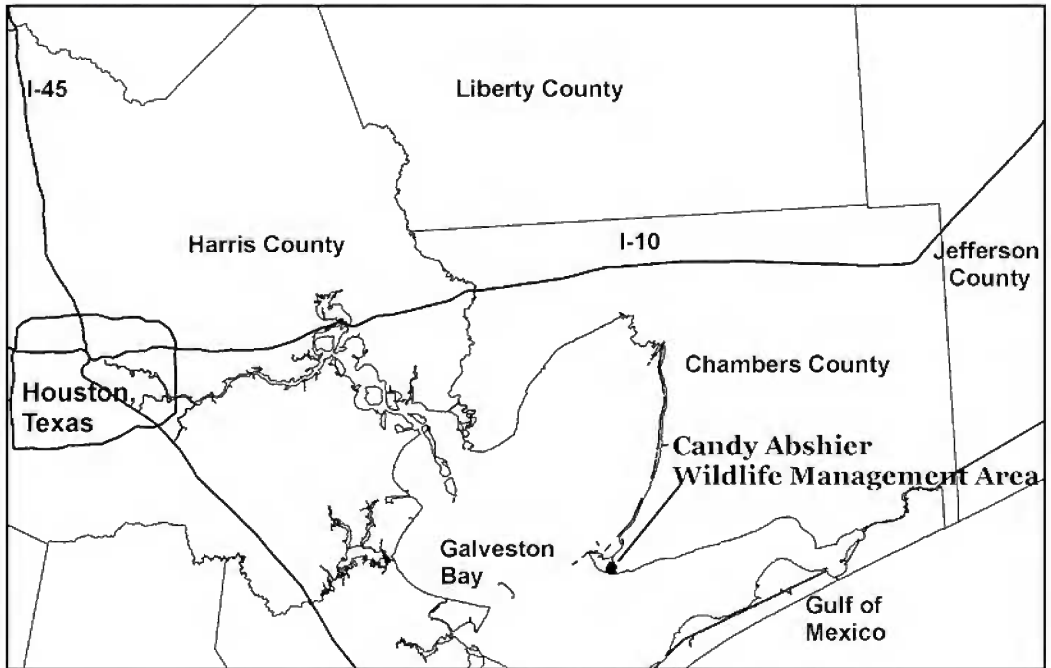 I-45
Liberty County
Harris County
I-10
Jefferson
County
Chambers County
Houston,
Texas
Candy Abshier
Wildlife Management Area
Galveston
Bay
Gulf of
Mexico